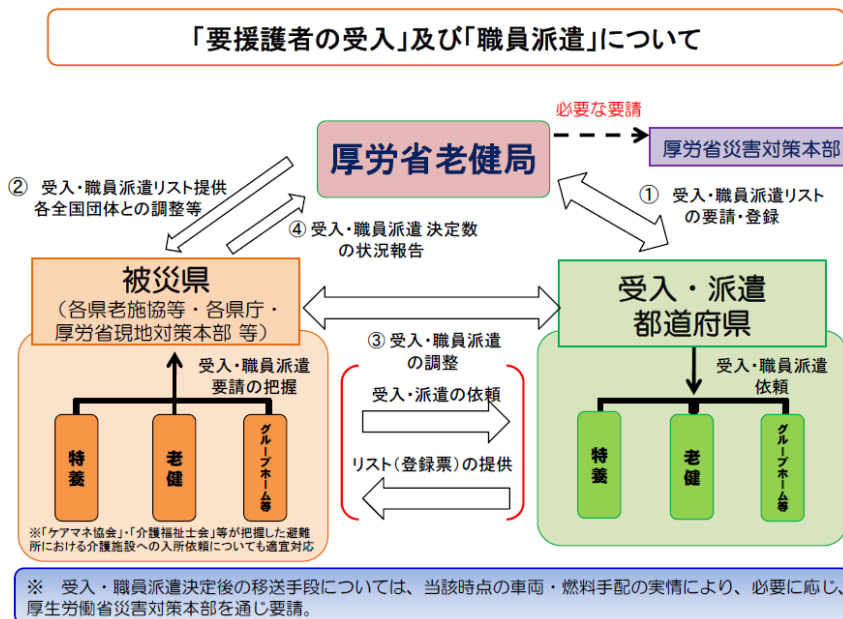 「要援護者の受入」及び「職員派遣」について
必要な要請
厚労省老健局
厚労省災害対策本部
② 受入・職員派遣リスト提供
各全国団体との調整等
① 受入・職員派遣リスト
の要請・登録
④ 受入・職員派遣 決定数
の状況報告
被災県
（各県老施協等・各県庁・
厚労省現地対策本部 等）
受入・派遣
都道府県
③ 受入・職員派遣
の調整
受入・職員派遣
要請の把握
受入・職員派遣
依頼
受入・派遣の依頼
リスト（登録票）の提供
特養
老健
グループホーム等
特養
老健
グループホーム等
※「ケアマネ協会」・「介護福祉士会」等が把握した避難
所における介護施設への入所依頼についても適宜対応
※ 受入・職員派遣決定後の移送手段については、当該時点の車両・燃料手配の実情により、必要に応じ、
厚生労働省災害対策本部を通じ要請。